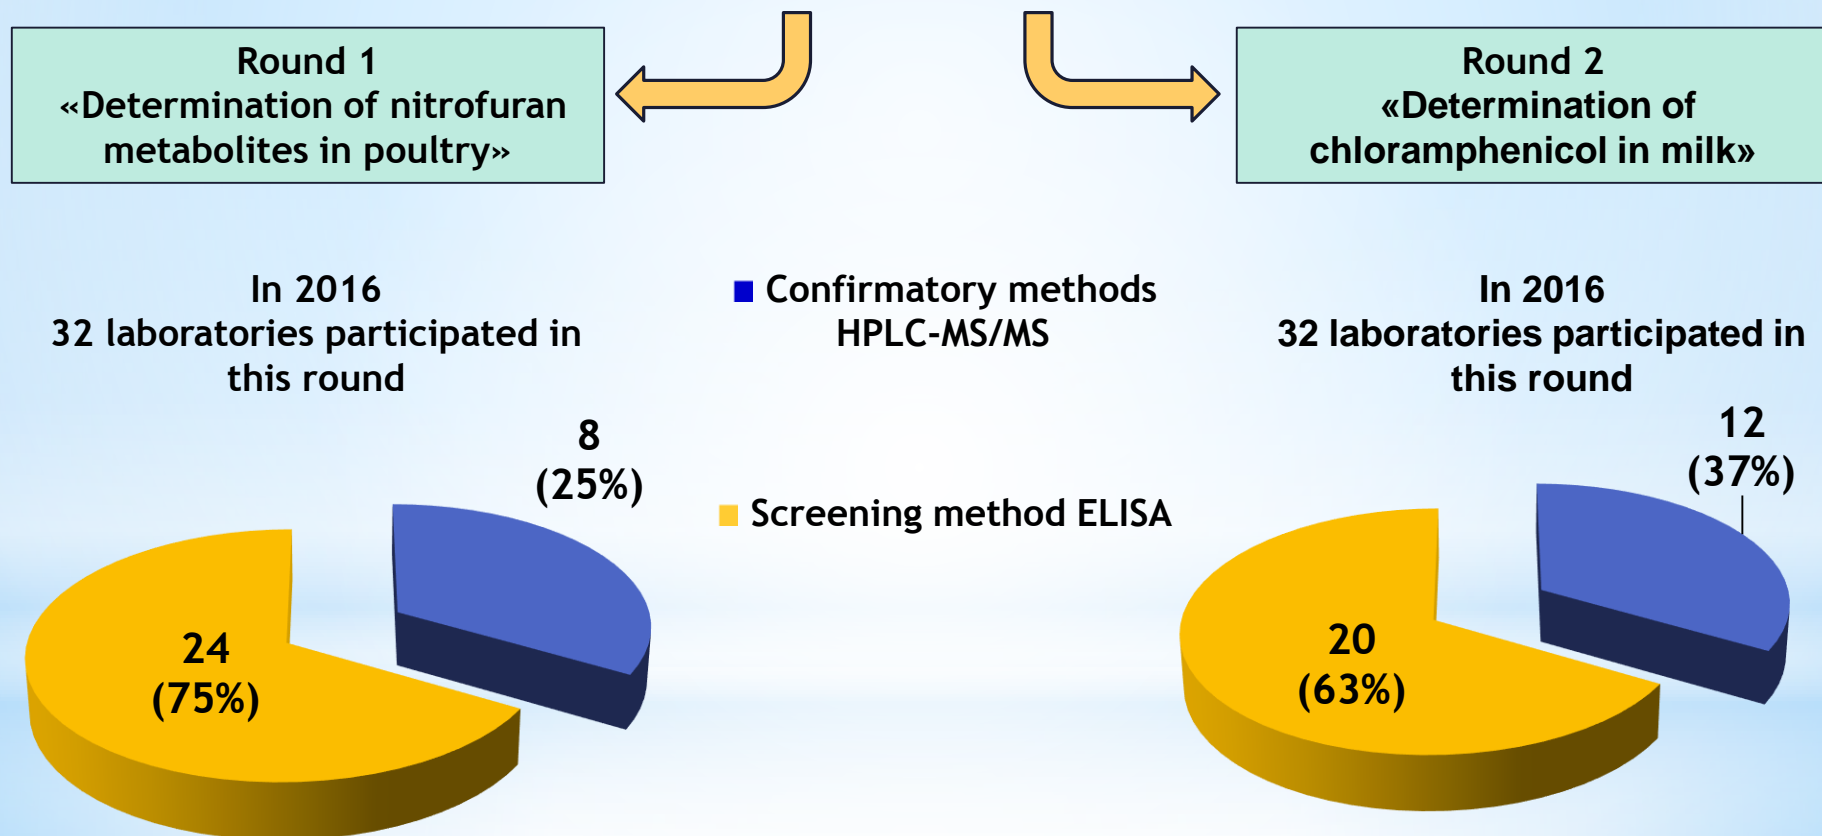 Round 1
«Determination of nitrofuran
metabolites in poultry»
Round 2
«Determination of
chloramphenicol in milk»
In 2016
32 laboratories participated in
this round
Confirmatory methods
HPLC-MS/MS
Screening method ELISA
In 2016
32 laboratories participated in
this round
8
(25%)
24
(75%)
12
(37%)
20
(63%)